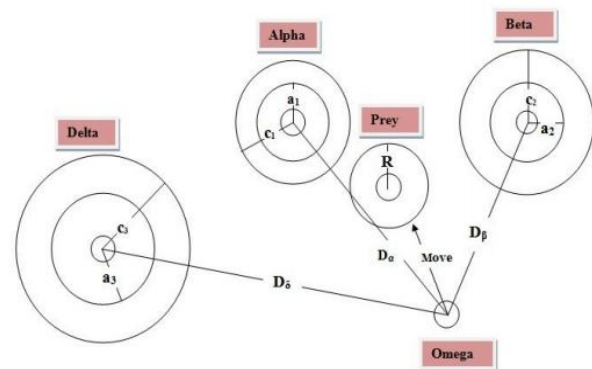 Alpha
Beta
Delta
Prey
a1
c1
c2
a2
R
c3
a3
Dα
Dβ
Move
Dδ
Omega